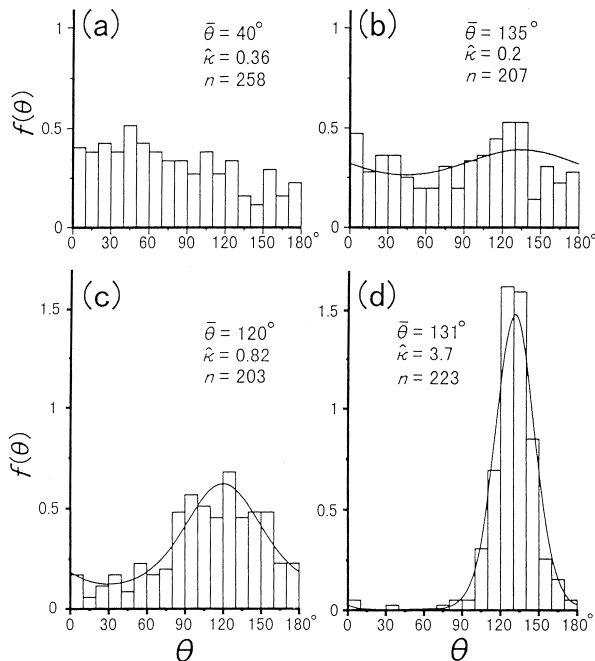 (a)
θ̄ = 40°
κ̂ = 0.36
n = 258
f(θ)
1
0.5
0
0 30 60 90 120 150 180°
(b)
θ̄ = 135°
κ̂ = 0.2
n = 207
1
0.5
0
0 30 60 90 120 150 180°
(c)
θ̄ = 120°
κ̂ = 0.82
n = 203
f(θ)
1.5
1
0.5
0
0 30 60 90 120 150 180°
θ
(d)
θ̄ = 131°
κ̂ = 3.7
n = 223
1.5
1
0.5
0
0 30 60 90 120 150 180°
θ